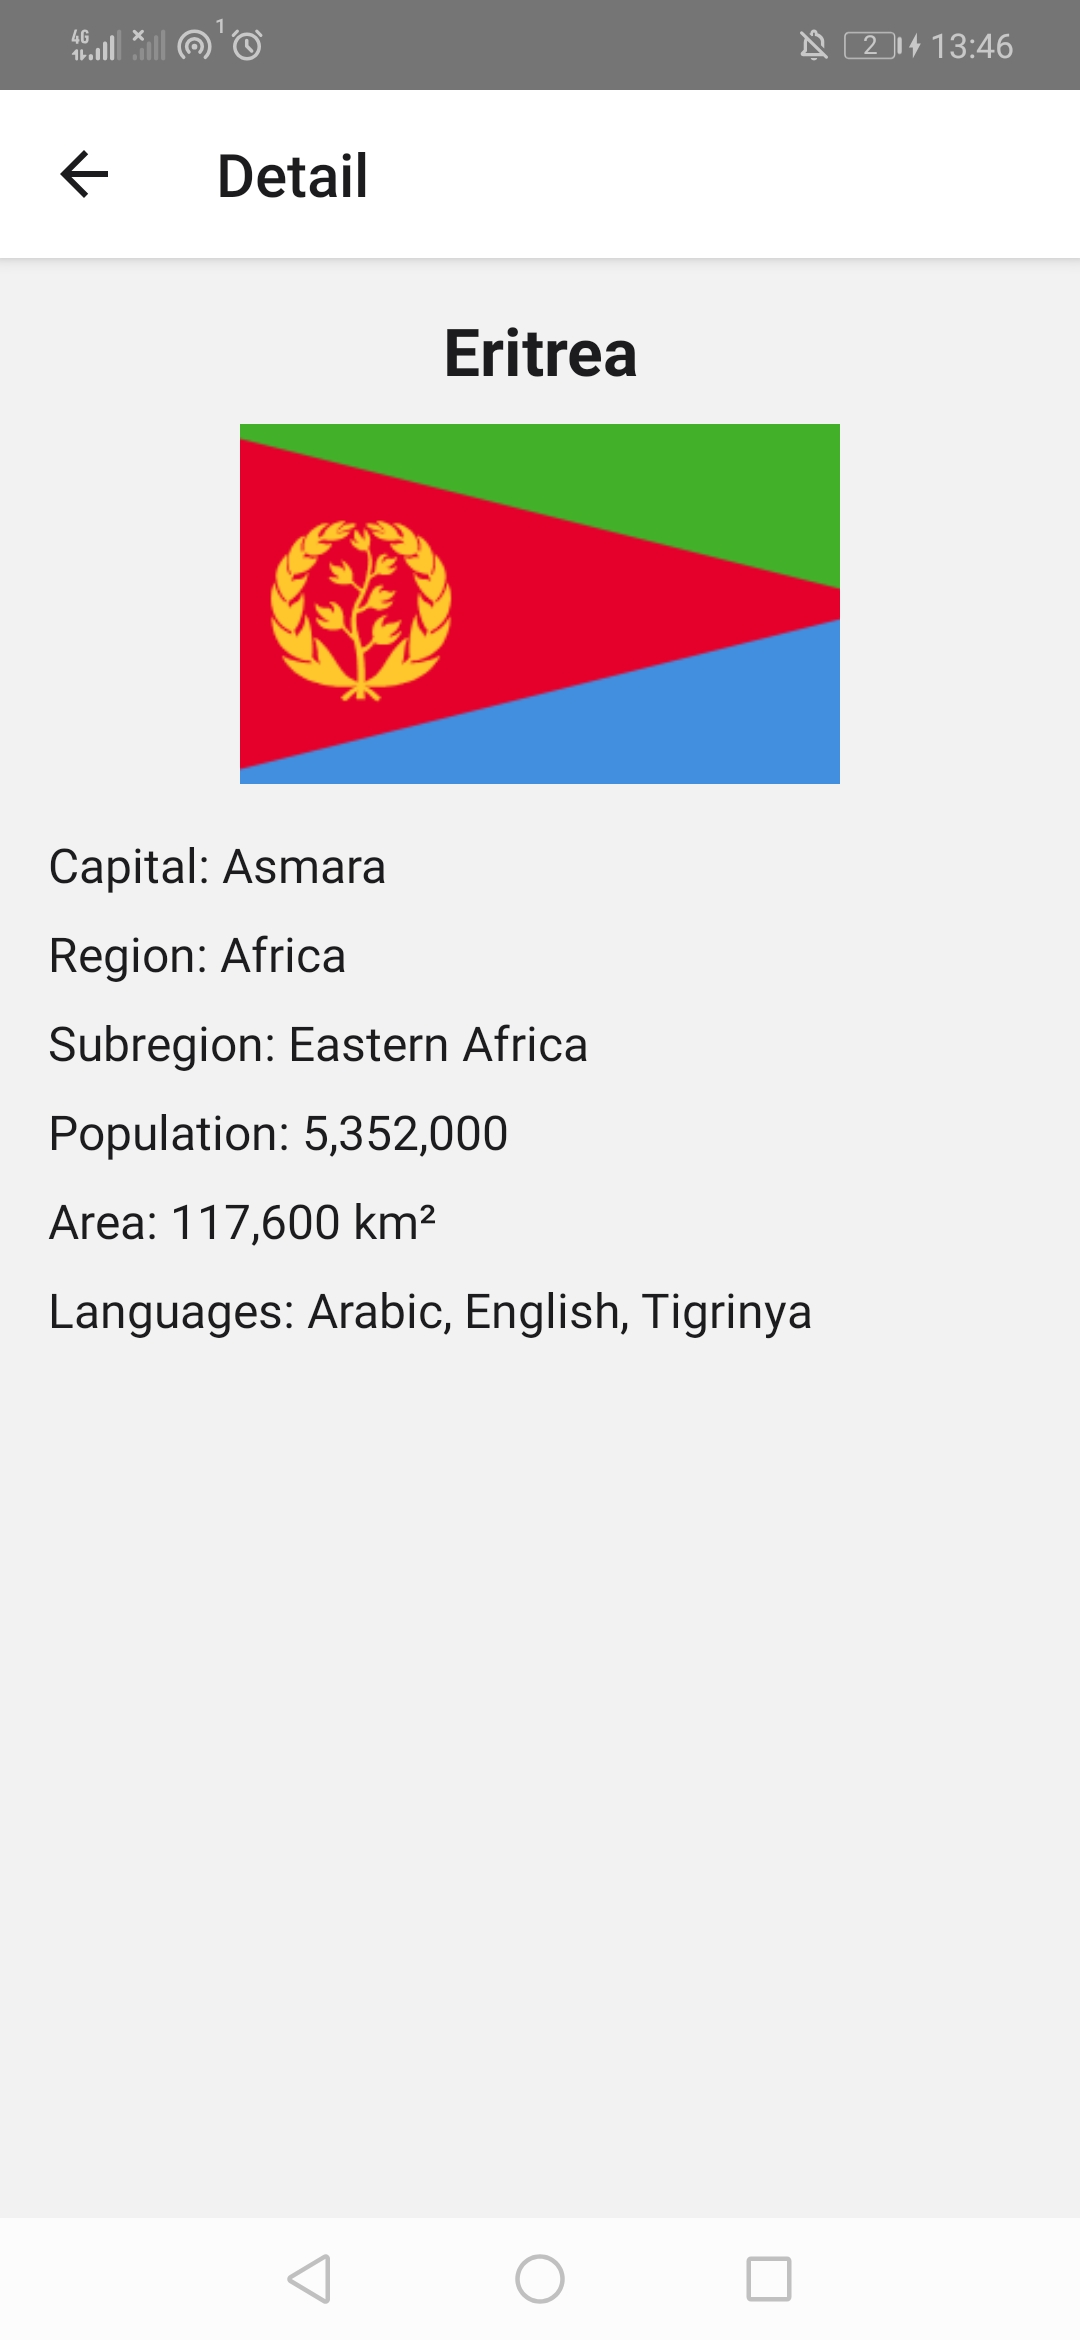 4G 1 2 13:46
Detail
Eritrea
Capital: Asmara
Region: Africa
Subregion: Eastern Africa
Population: 5,352,000
Area: 117,600 km²
Languages: Arabic, English, Tigrinya